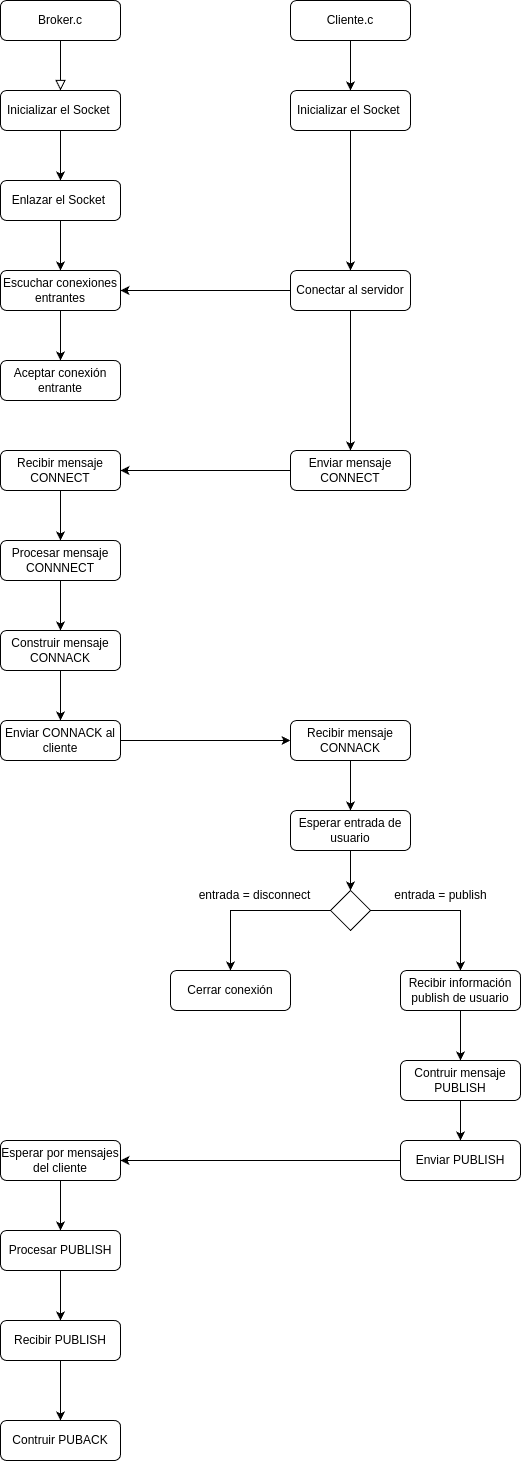 Broker.c
Cliente.c
Inicializar el Socket
Inicializar el Socket
Enlazar el Socket
Escuchar conexiones
entrantes
Conectar al servidor
Aceptar conexión
entrante
Recibir mensaje
CONNECT
Enviar mensaje
CONNECT
Procesar mensaje
CONNNECT
Construir mensaje
CONNACK
Enviar CONNACK al
cliente
Recibir mensaje
CONNACK
Esperar entrada de
usuario
entrada = disconnect
entrada = publish
Cerrar conexión
Recibir información
publish de usuario
Contruir mensaje
PUBLISH
Esperar por mensajes
del cliente
Enviar PUBLISH
Procesar PUBLISH
Recibir PUBLISH
Contruir PUBACK